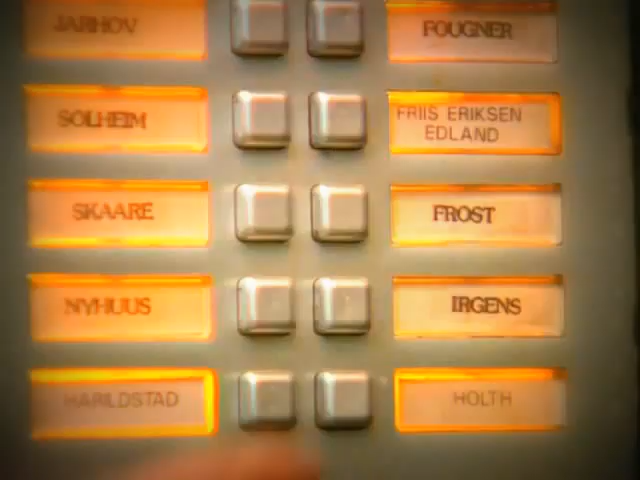 JARHOV
FOUGNER
SOLHEIM
FRIIS ERIKSEN
EDLAND
SKAARE
FROST
NYHUUS
IRGENS
HARILDSTAD
HOLTH